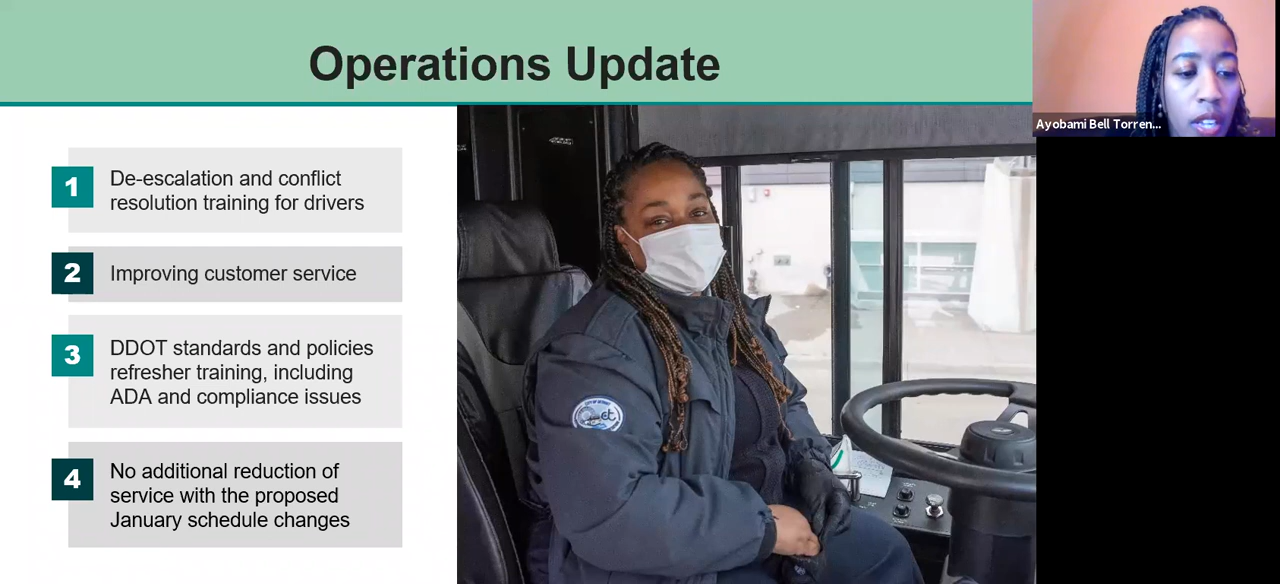 Operations Update
Ayobami Bell Torren...
1
De-escalation and conflict
resolution training for drivers
2
Improving customer service
3
DDOT standards and policies
refresher training, including
ADA and compliance issues
4
No additional reduction of
service with the proposed
January schedule changes